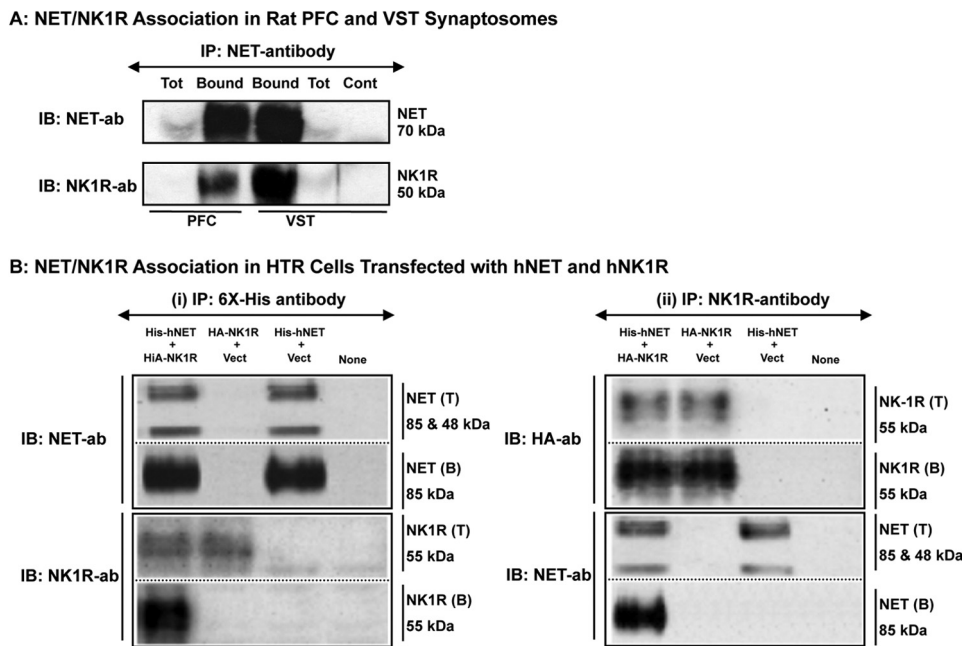 A: NET/NK1R Association in Rat PFC and VST Synaptosomes
IP: NET-antibody
Tot Bound Bound Tot Cont
IB: NET-ab
NET
70 kDa
IB: NK1R-ab
NK1R
50 kDa
PFC VST
B: NET/NK1R Association in HTR Cells Transfected with hNET and hNK1R
(i) IP: 6X-His antibody
His-hNET HA-NK1R His-hNET
+ + +
HiA-NK1R Vect Vect None
IB: NET-ab
NET (T)
85 & 48 kDa
NET (B)
85 kDa
IB: NK1R-ab
NK1R (T)
55 kDa
NK1R (B)
55 kDa
(ii) IP: NK1R-antibody
His-hNET HA-NK1R His-hNET
+ + +
HA-NK1R Vect Vect None
IB: HA-ab
NK-1R (T)
55 kDa
NK1R (B)
55 kDa
IB: NET-ab
NET (T)
85 & 48 kDa
NET (B)
85 kDa